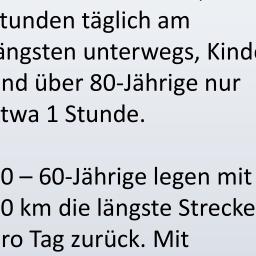 tunden täglich am
ängsten unterwegs, Kind
nd über 80-Jährige nur
twa 1 Stunde.
0 – 60-Jährige legen mit
0 km die längste Strecke
ro Tag zurück. Mit